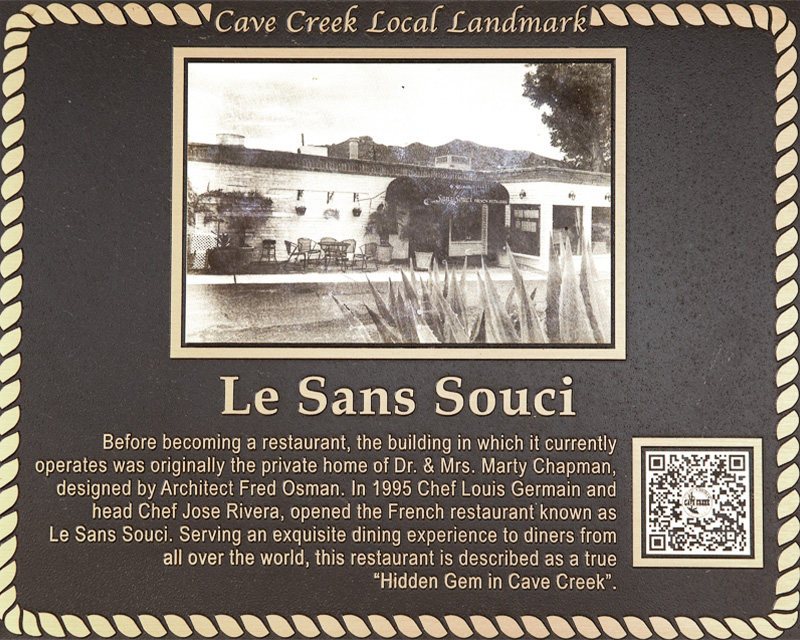 Cave Creek Local Landmark
Le Sans Souci
Before becoming a restaurant, the building in which it currently
operates was originally the private home of Dr. & Mrs. Marty Chapman,
designed by Architect Fred Osman. In 1995 Chef Louis Germain and
head Chef Jose Rivera, opened the French restaurant known as
Le Sans Souci. Serving an exquisite dining experience to diners from
all over the world, this restaurant is described as a true
“Hidden Gem in Cave Creek”.